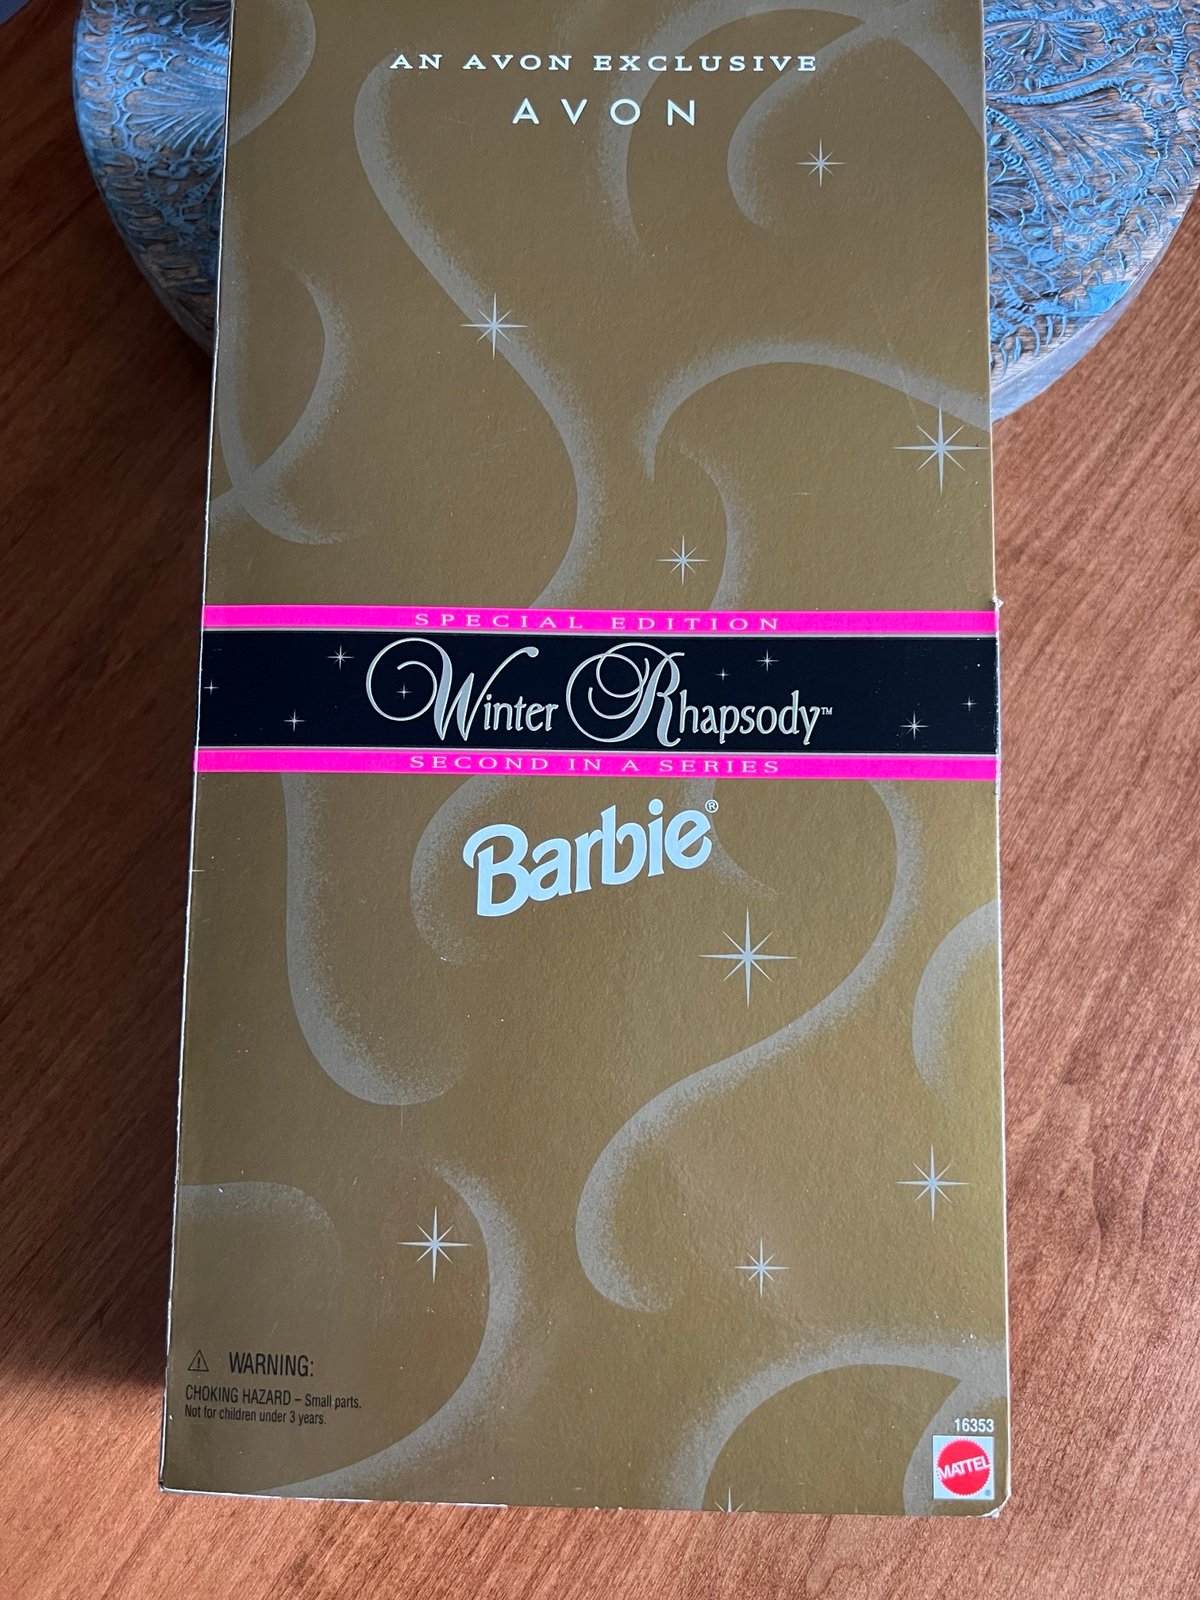 AN AVON EXCLUSIVE
AVON
SPECIAL EDITION
Winter Rhapsody™
SECOND IN A SERIES
Barbie®
⚠ WARNING:
CHOKING HAZARD – Small parts.
Not for children under 3 years.
16353
MATTEL®